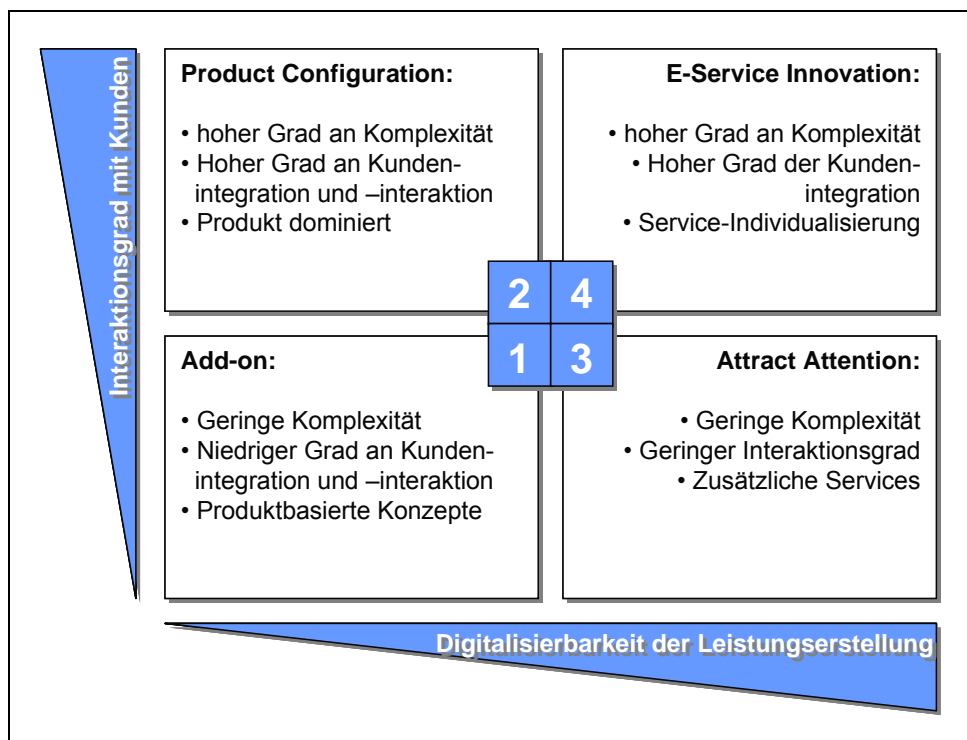 Interaktionsgrad mit Kunden
Product Configuration:
• hoher Grad an Komplexität
• Hoher Grad an Kunden-
integration und –interaktion
• Produkt dominiert
E-Service Innovation:
• hoher Grad an Komplexität
• Hoher Grad der Kunden-
integration
• Service-Individualisierung
2 4
1 3
Add-on:
• Geringe Komplexität
• Niedriger Grad an Kunden-
integration und –interaktion
• Produktbasierte Konzepte
Attract Attention:
• Geringe Komplexität
• Geringer Interaktionsgrad
• Zusätzliche Services
Digitalisierbarkeit der Leistungserstellung